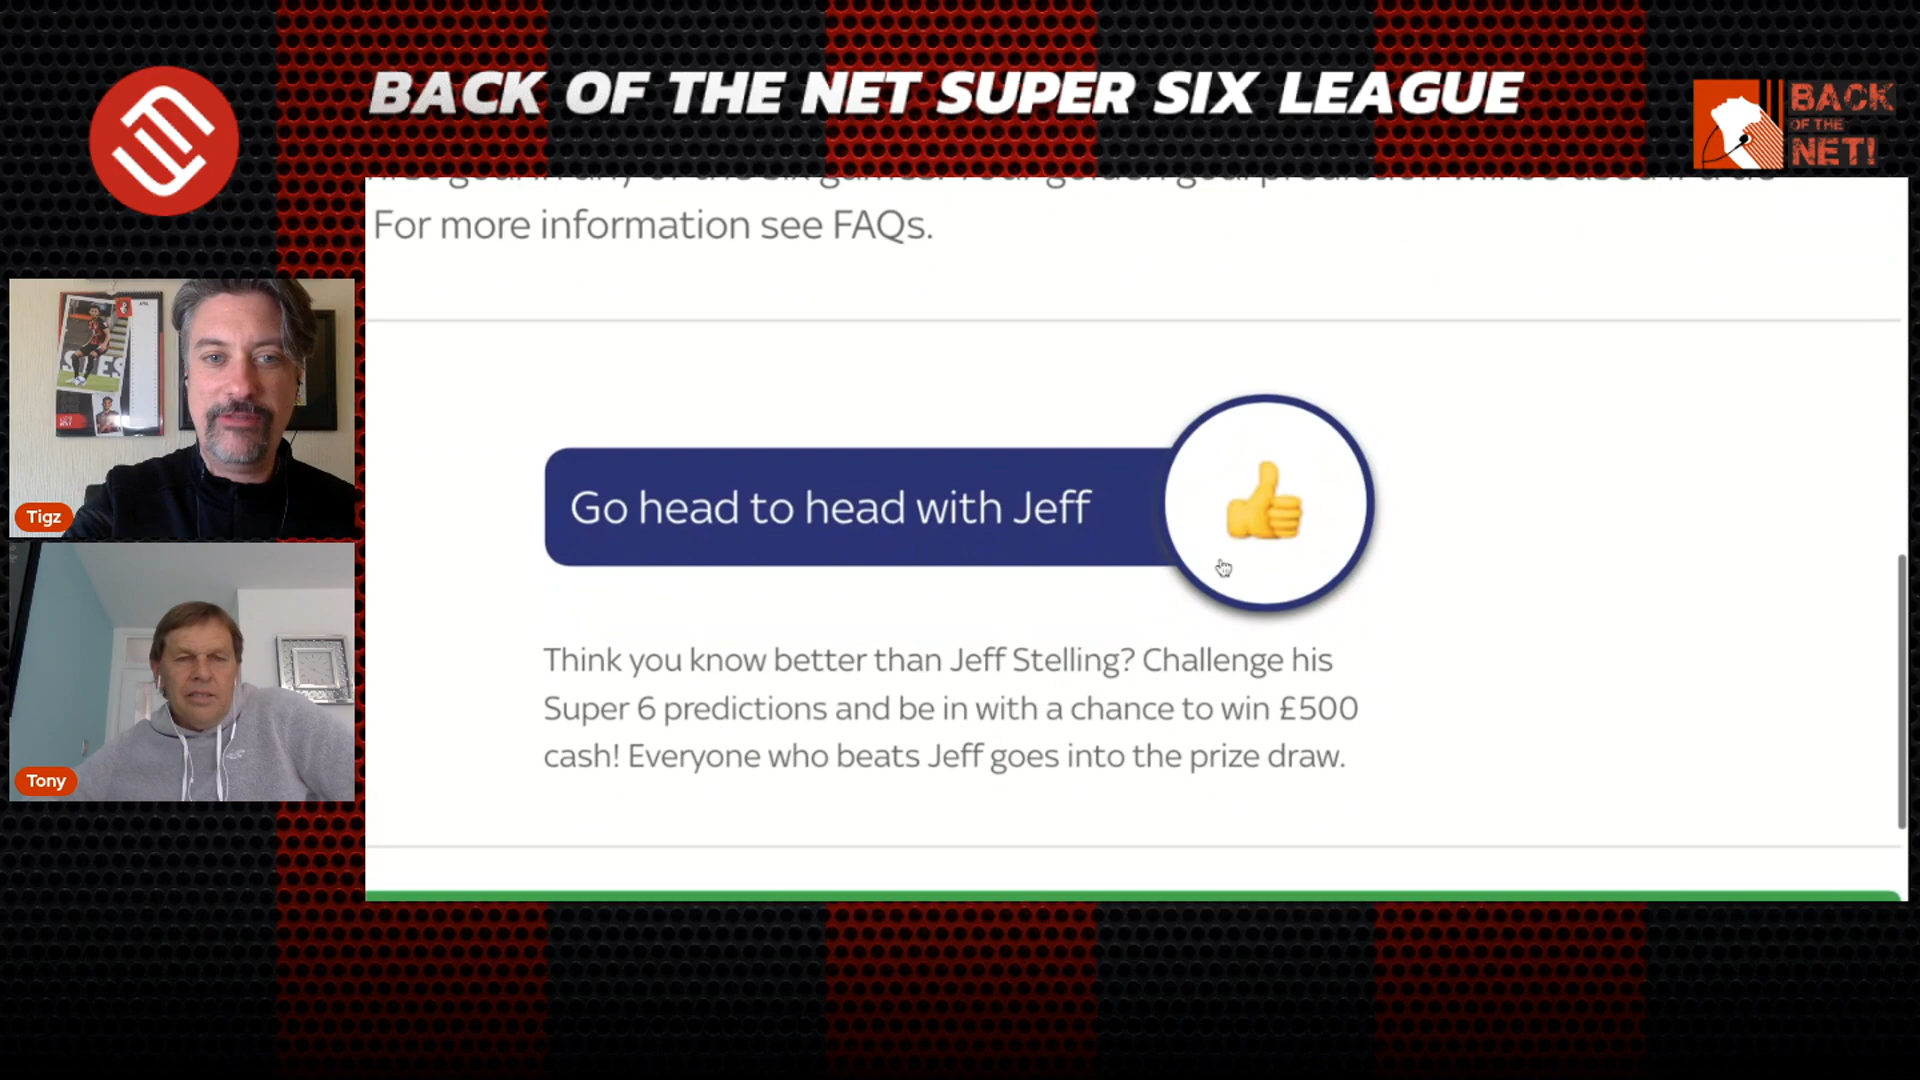 BACK OF THE NET SUPER SIX LEAGUE
BACK
OF THE
NET!
For more information see FAQs.
Go head to head with Jeff
Think you know better than Jeff Stelling? Challenge his
Super 6 predictions and be in with a chance to win £500
cash! Everyone who beats Jeff goes into the prize draw.
Tigz
Tony